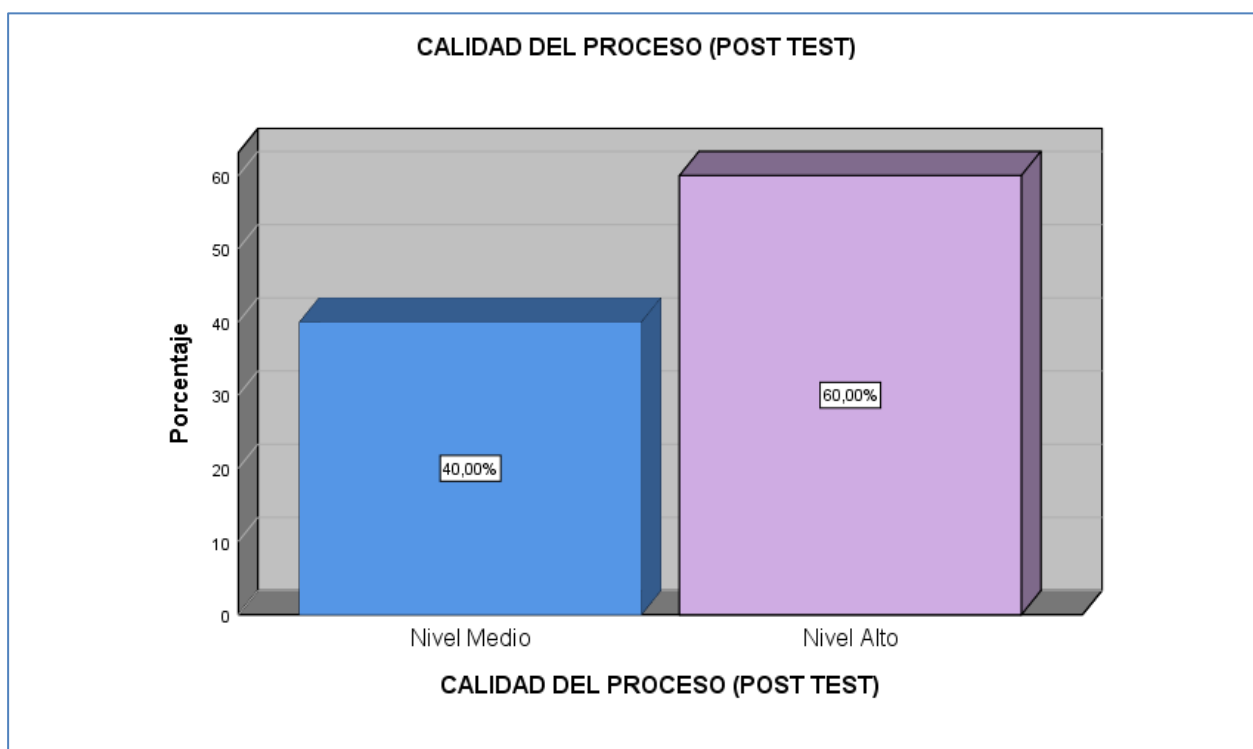 CALIDAD DEL PROCESO (POST TEST)
Porcentaje
60
50
40
30
20
10
0
40,00%
60,00%
Nivel Medio
Nivel Alto
CALIDAD DEL PROCESO (POST TEST)